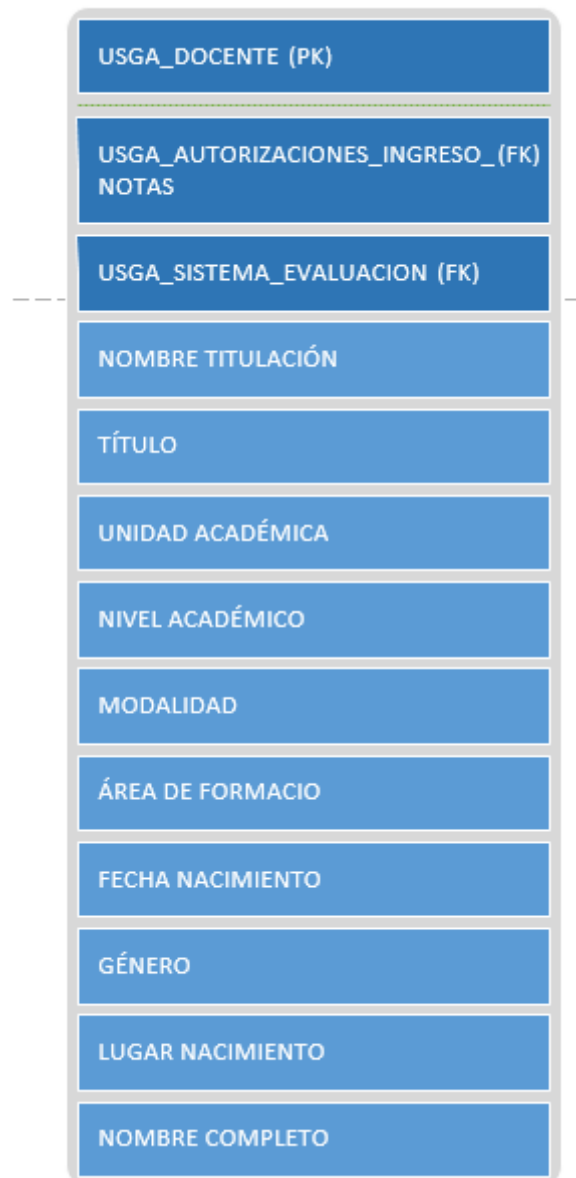 USGA_DOCENTE (PK)
USGA_AUTORIZACIONES_INGRESO_(FK)
NOTAS
USGA_SISTEMA_EVALUACION (FK)
NOMBRE TITULACIÓN
TÍTULO
UNIDAD ACADÉMICA
NIVEL ACADÉMICO
MODALIDAD
ÁREA DE FORMACIO
FECHA NACIMIENTO
GÉNERO
LUGAR NACIMIENTO
NOMBRE COMPLETO